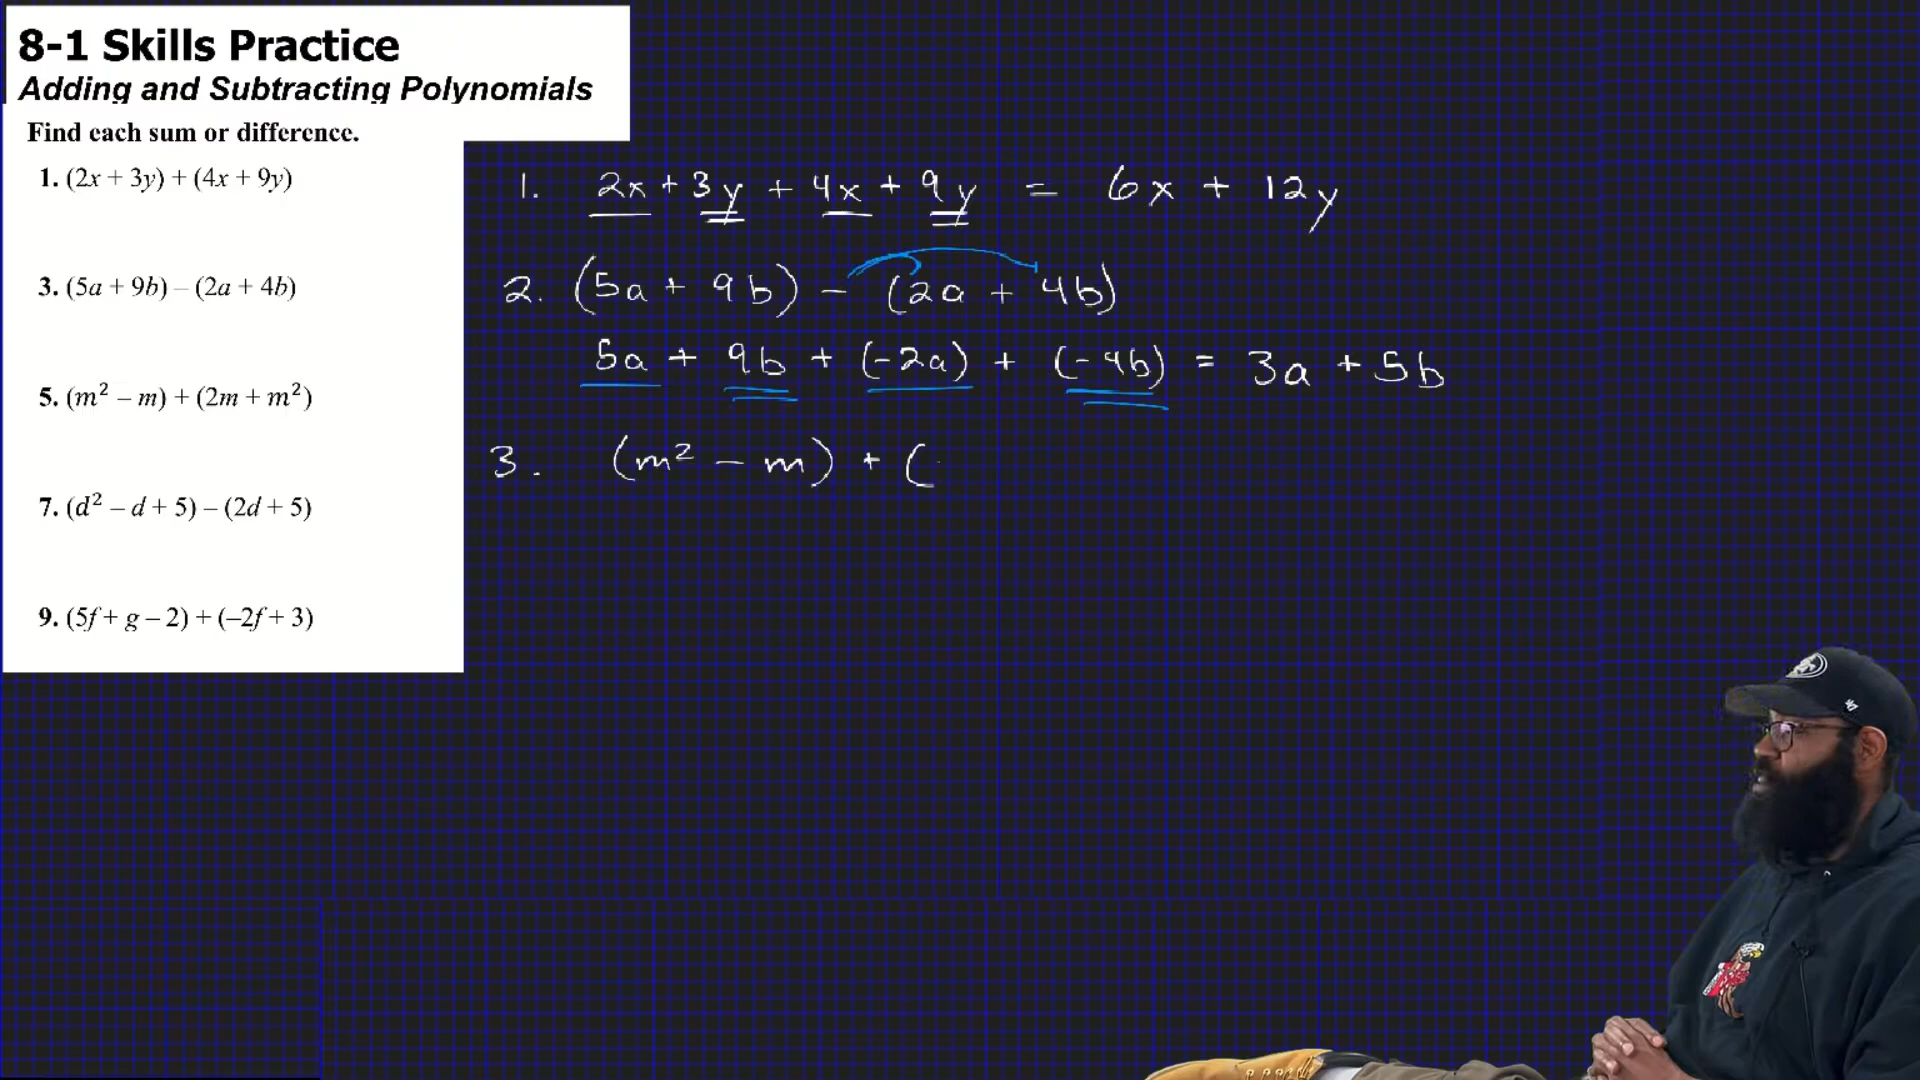 8-1 Skills Practice
Adding and Subtracting Polynomials
Find each sum or difference.
1. (2x + 3y) + (4x + 9y)
3. (5a + 9b) – (2a + 4b)
5. (m² – m) + (2m + m²)
7. (d² – d + 5) – (2d + 5)
9. (5f + g – 2) + (–2f + 3)
1. 2x + 3y + 4x + 9y = 6x + 12y
2. (5a + 9b) – (2a + 4b)
5a + 9b + (-2a) + (-4b) = 3a + 5b
3. (m² – m) + (
47